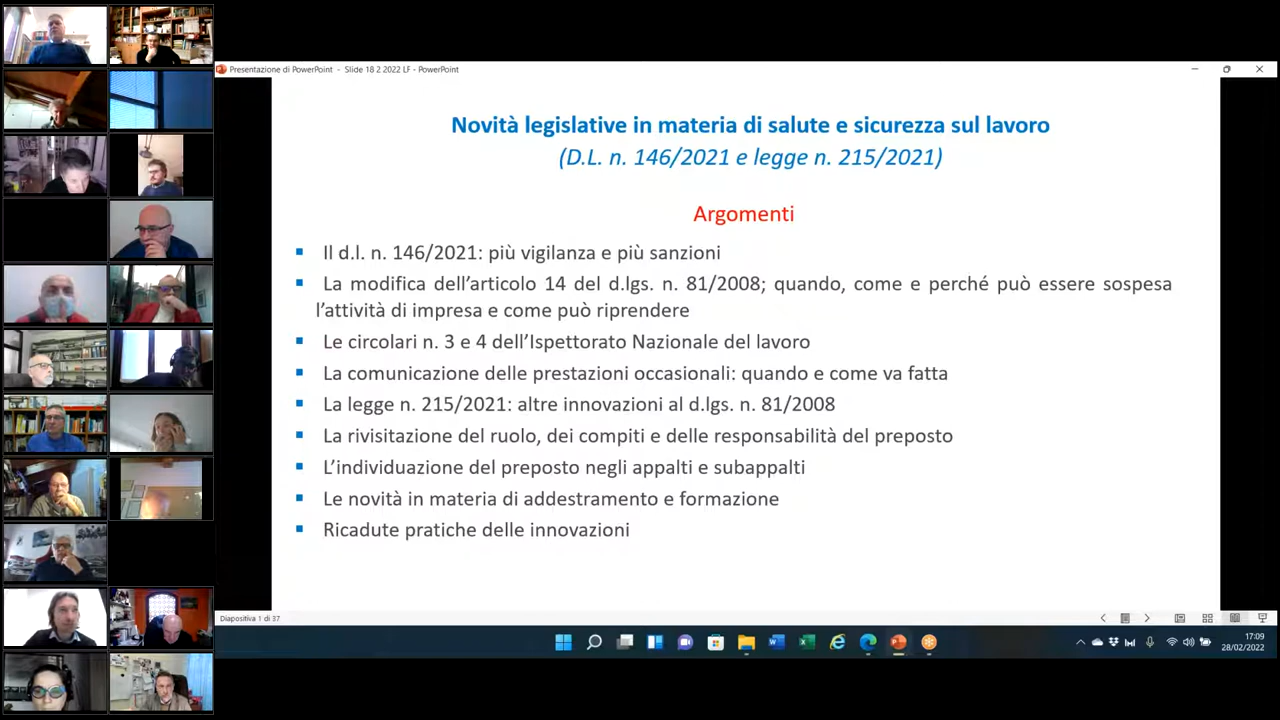 Presentazione di PowerPoint - Slide 18 2 2022 LF - PowerPoint
Novità legislative in materia di salute e sicurezza sul lavoro
(D.L. n. 146/2021 e legge n. 215/2021)
Argomenti
Il d.l. n. 146/2021: più vigilanza e più sanzioni
La modifica dell’articolo 14 del d.lgs. n. 81/2008; quando, come e perché può essere sospesa
l’attività di impresa e come può riprendere
Le circolari n. 3 e 4 dell’Ispettorato Nazionale del lavoro
La comunicazione delle prestazioni occasionali: quando e come va fatta
La legge n. 215/2021: altre innovazioni al d.lgs. n. 81/2008
La rivisitazione del ruolo, dei compiti e delle responsabilità del preposto
L’individuazione del preposto negli appalti e subappalti
Le novità in materia di addestramento e formazione
Ricadute pratiche delle innovazioni
Diapositiva 1 di 37
17:09
28/02/2022